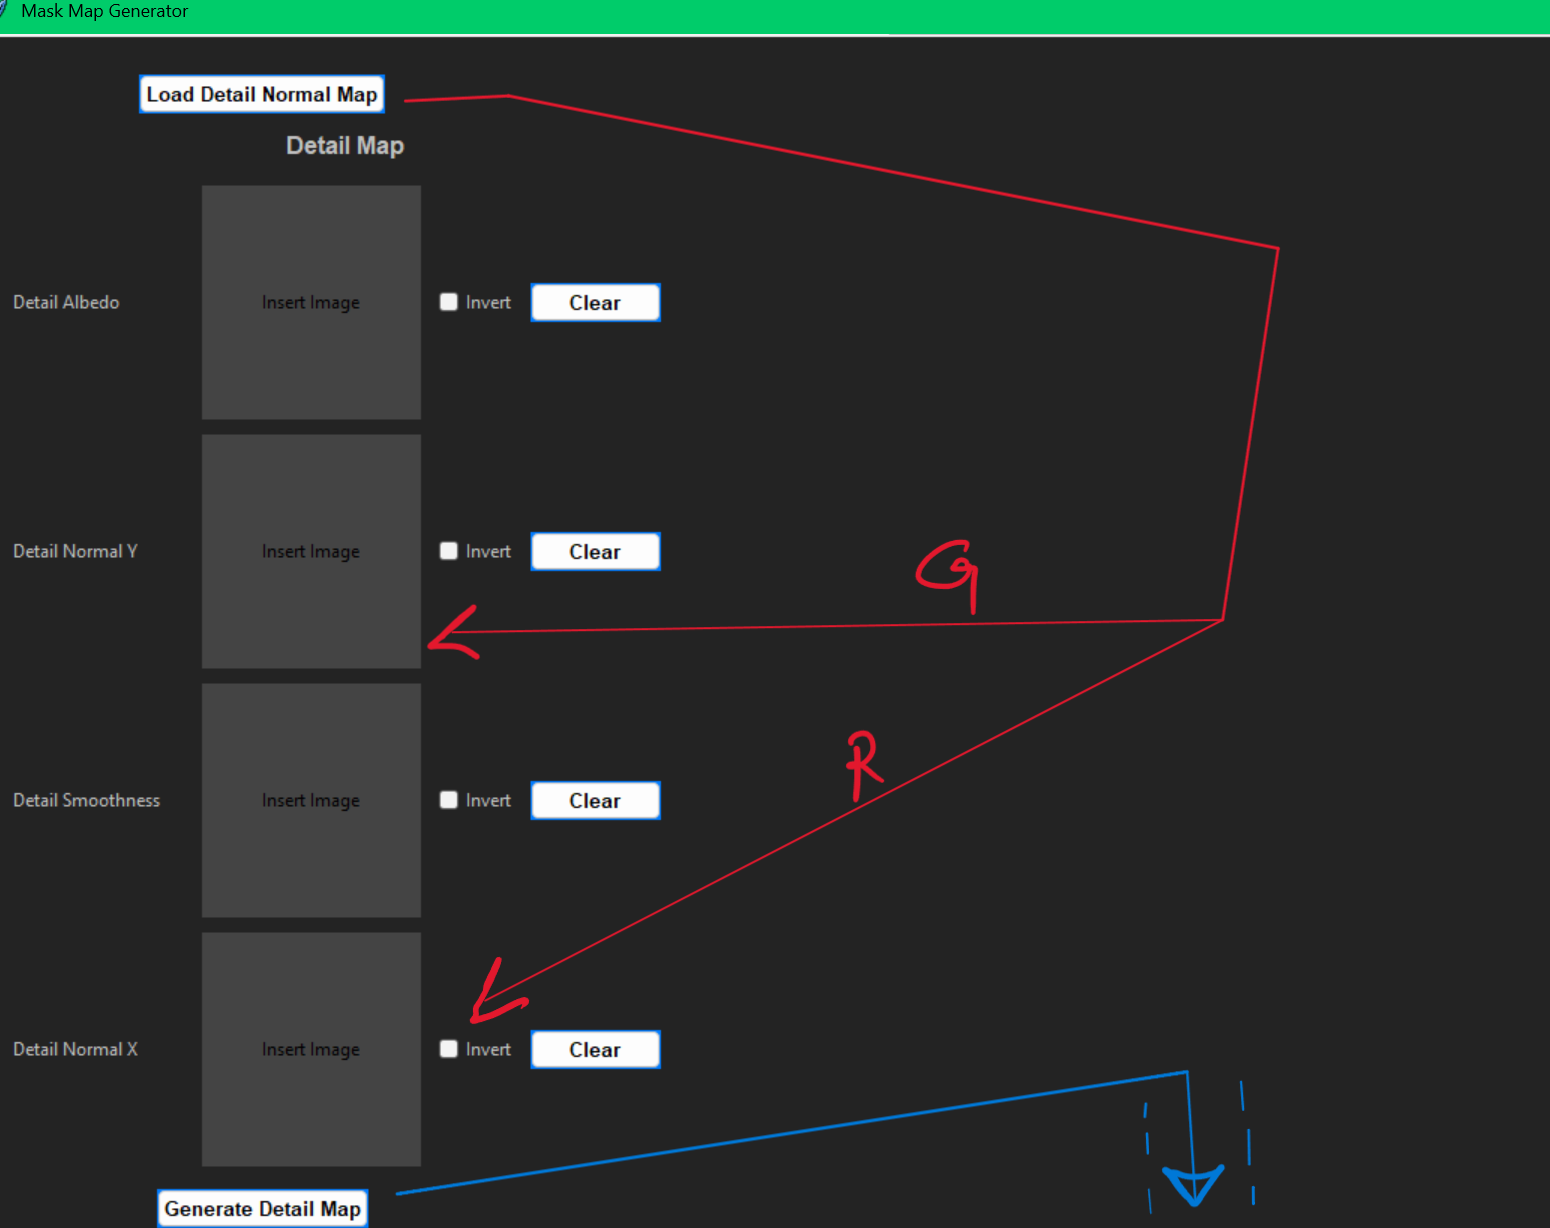 Mask Map Generator
Load Detail Normal Map
Detail Map
Detail Albedo Insert Image Invert Clear
Detail Normal Y Insert Image Invert Clear
G
R
Detail Smoothness Insert Image Invert Clear
Detail Normal X Insert Image Invert Clear
Generate Detail Map